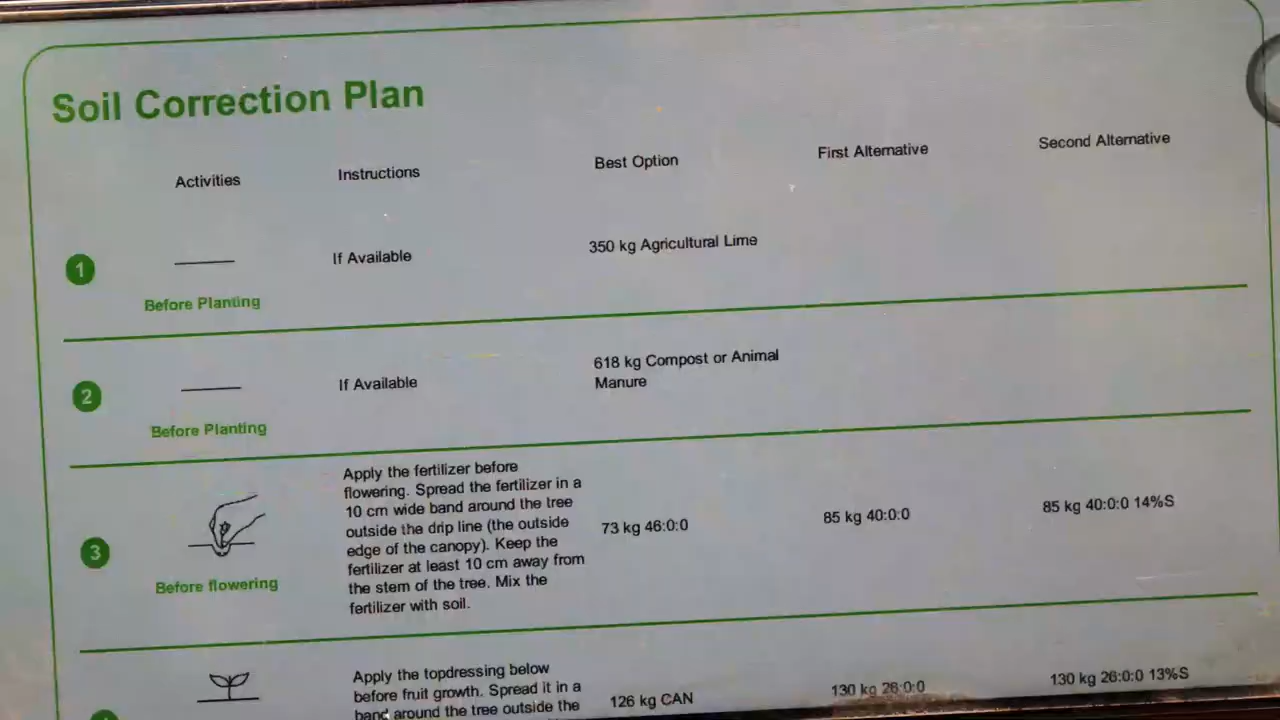 Soil Correction Plan
Activities Instructions Best Option First Alternative Second Alternative
1 If Available 350 kg Agricultural Lime
Before Planting
2 If Available 618 kg Compost or Animal
Manure
Before Planting
3
Before flowering
Apply the fertilizer before
flowering. Spread the fertilizer in a
10 cm wide band around the tree
outside the drip line (the outside
edge of the canopy). Keep the
fertilizer at least 10 cm away from
the stem of the tree. Mix the
fertilizer with soil.
73 kg 46:0:0 85 kg 40:0:0 85 kg 40:0:0 14%S
Apply the topdressing below
before fruit growth. Spread it in a
band around the tree outside the
126 kg CAN 130 kg 26:0:0 130 kg 26:0:0 13%S